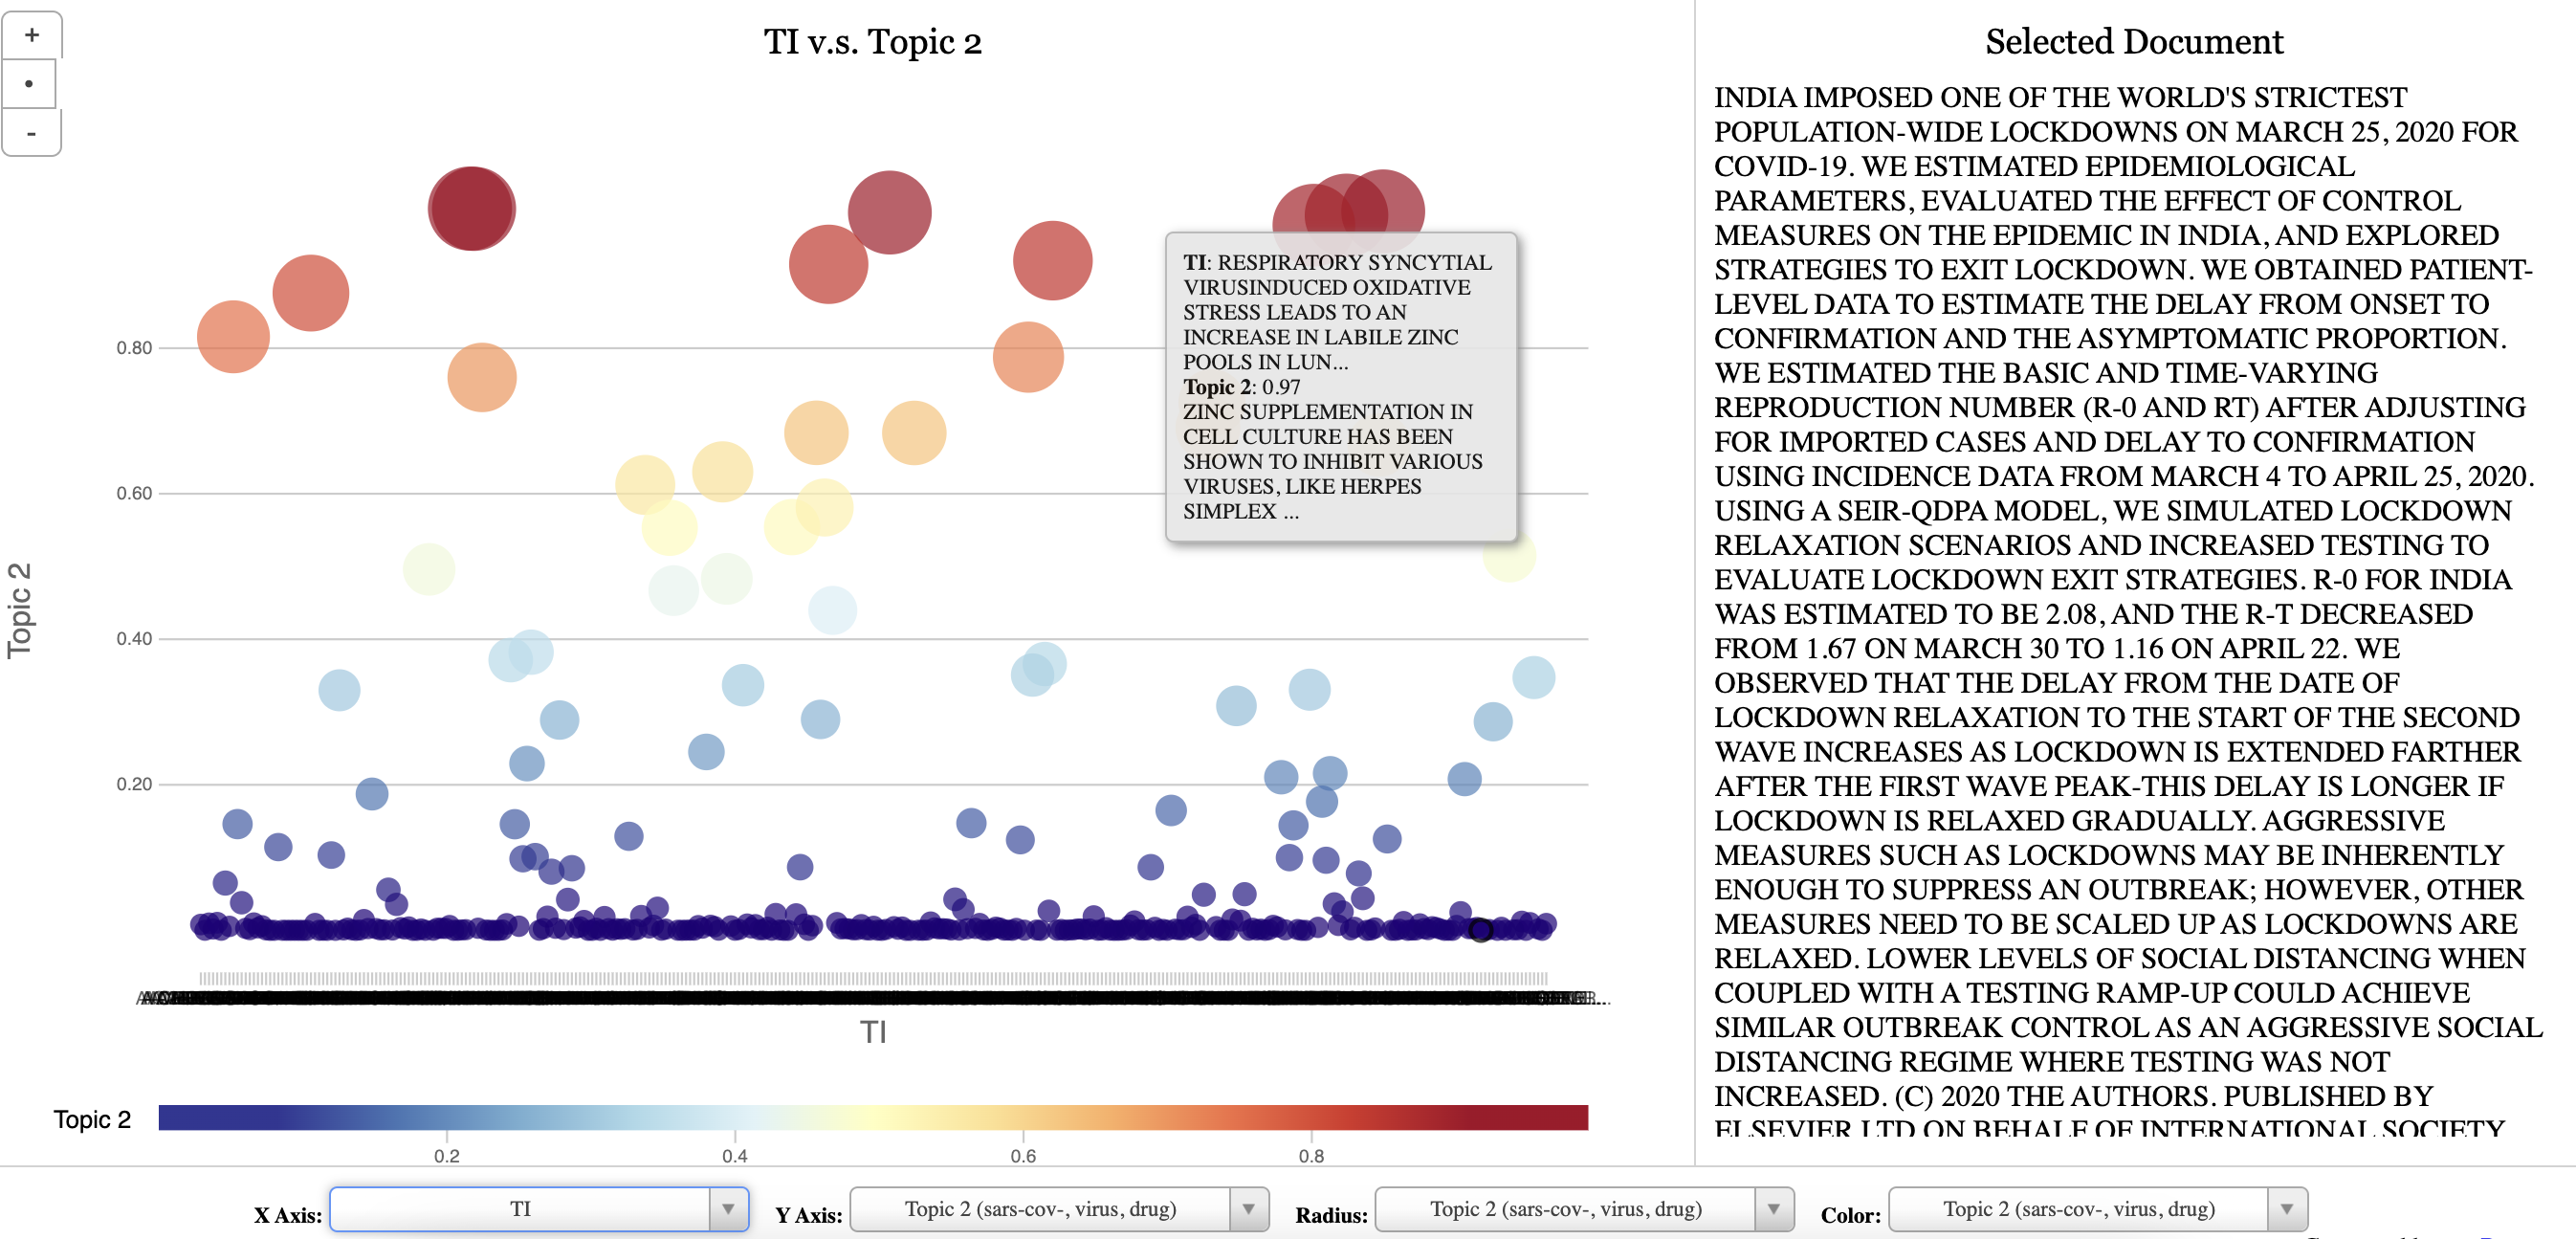 +
•
-
TI v.s. Topic 2
Topic 2
0.80
0.60
0.40
0.20
TI: RESPIRATORY SYNCYTIAL
VIRUSINDUCED OXIDATIVE
STRESS LEADS TO AN
INCREASE IN LABILE ZINC
POOLS IN LUN...
Topic 2: 0.97
ZINC SUPPLEMENTATION IN
CELL CULTURE HAS BEEN
SHOWN TO INHIBIT VARIOUS
VIRUSES, LIKE HERPES
SIMPLEX ...
TI
Topic 2
0.2 0.4 0.6 0.8
Selected Document
INDIA IMPOSED ONE OF THE WORLD'S STRICTEST
POPULATION-WIDE LOCKDOWNS ON MARCH 25, 2020 FOR
COVID-19. WE ESTIMATED EPIDEMIOLOGICAL
PARAMETERS, EVALUATED THE EFFECT OF CONTROL
MEASURES ON THE EPIDEMIC IN INDIA, AND EXPLORED
STRATEGIES TO EXIT LOCKDOWN. WE OBTAINED PATIENT-
LEVEL DATA TO ESTIMATE THE DELAY FROM ONSET TO
CONFIRMATION AND THE ASYMPTOMATIC PROPORTION.
WE ESTIMATED THE BASIC AND TIME-VARYING
REPRODUCTION NUMBER (R-0 AND RT) AFTER ADJUSTING
FOR IMPORTED CASES AND DELAY TO CONFIRMATION
USING INCIDENCE DATA FROM MARCH 4 TO APRIL 25, 2020.
USING A SEIR-QDPA MODEL, WE SIMULATED LOCKDOWN
RELAXATION SCENARIOS AND INCREASED TESTING TO
EVALUATE LOCKDOWN EXIT STRATEGIES. R-0 FOR INDIA
WAS ESTIMATED TO BE 2.08, AND THE R-T DECREASED
FROM 1.67 ON MARCH 30 TO 1.16 ON APRIL 22. WE
OBSERVED THAT THE DELAY FROM THE DATE OF
LOCKDOWN RELAXATION TO THE START OF THE SECOND
WAVE INCREASES AS LOCKDOWN IS EXTENDED FARTHER
AFTER THE FIRST WAVE PEAK-THIS DELAY IS LONGER IF
LOCKDOWN IS RELAXED GRADUALLY. AGGRESSIVE
MEASURES SUCH AS LOCKDOWNS MAY BE INHERENTLY
ENOUGH TO SUPPRESS AN OUTBREAK; HOWEVER, OTHER
MEASURES NEED TO BE SCALED UP AS LOCKDOWNS ARE
RELAXED. LOWER LEVELS OF SOCIAL DISTANCING WHEN
COUPLED WITH A TESTING RAMP-UP COULD ACHIEVE
SIMILAR OUTBREAK CONTROL AS AN AGGRESSIVE SOCIAL
DISTANCING REGIME WHERE TESTING WAS NOT
INCREASED. (C) 2020 THE AUTHORS. PUBLISHED BY
ELSEVIER LTD ON BEHALF OF INTERNATIONAL SOCIETY
X Axis: TI Y Axis: Topic 2 (sars-cov-, virus, drug) Radius: Topic 2 (sars-cov-, virus, drug) Color: Topic 2 (sars-cov-, virus, drug)